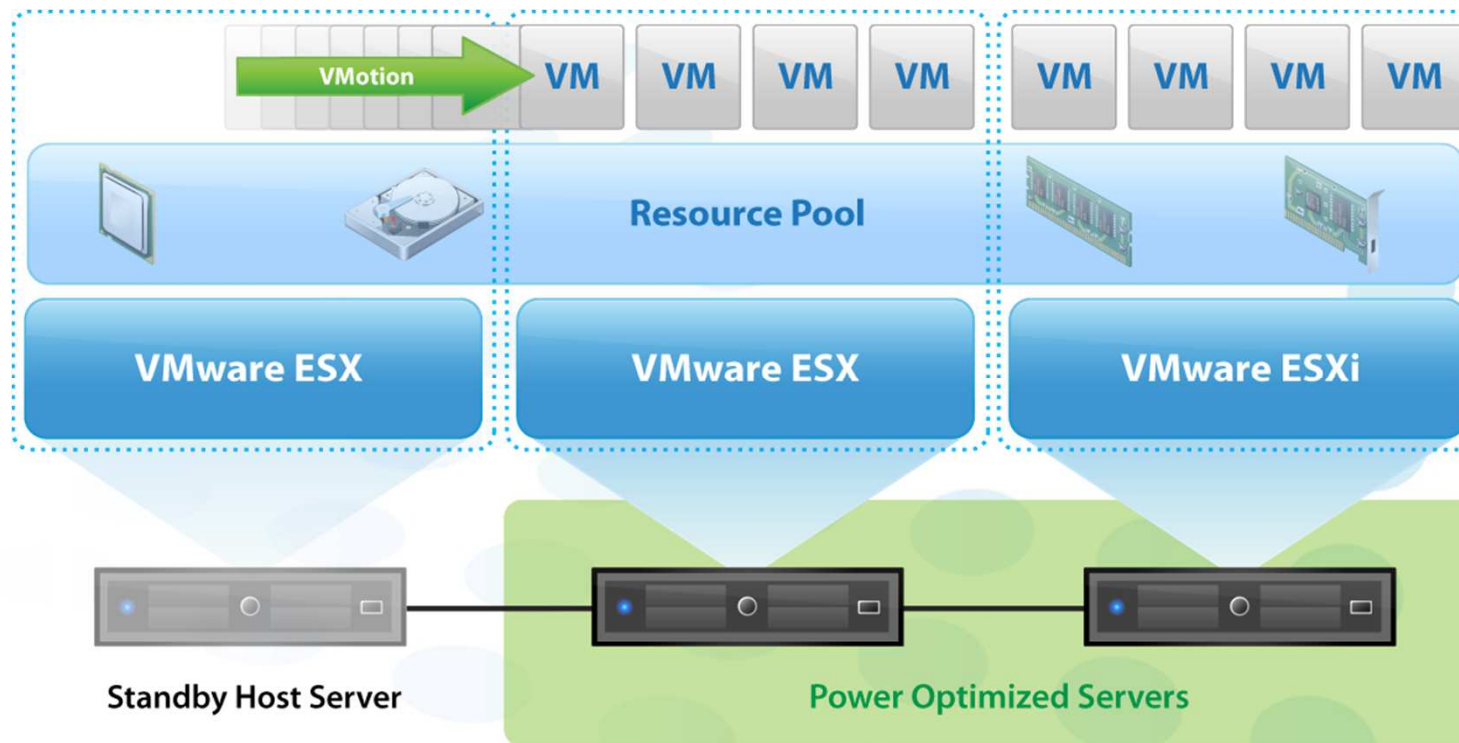 VMotion
VM VM VM VM VM VM VM VM
Resource Pool
VMware ESX VMware ESX VMware ESXi
Standby Host Server Power Optimized Servers